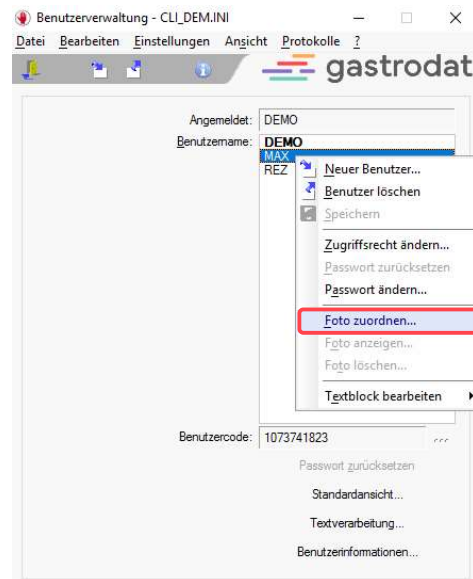 Benutzerverwaltung - CLI_DEM.INI
Datei Bearbeiten Einstellungen Ansicht Protokolle ?
gastrodat
Angemeldet: DEMO
Benutzername: DEMO
MAX
REZ
Neuer Benutzer...
Benutzer löschen
Speichern
Zugriffsrecht ändern...
Passwort zurücksetzen
Passwort ändern...
Foto zuordnen...
Foto anzeigen...
Foto löschen...
Textblock bearbeiten
Benutzercode: 1073741823
Passwort zurücksetzen
Standardansicht...
Textverarbeitung...
Benutzerinformationen...